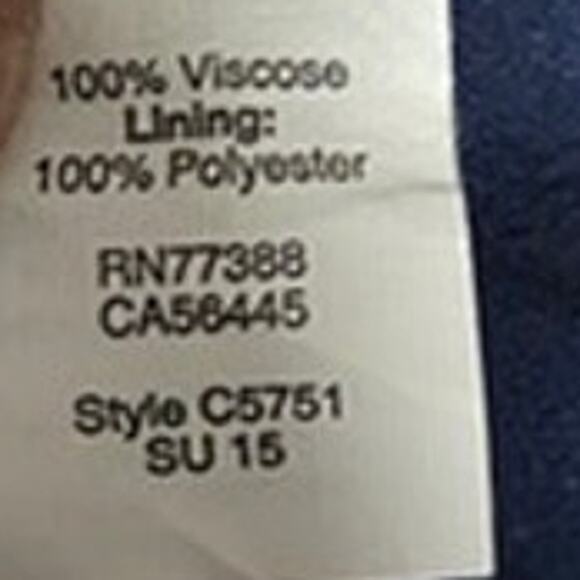 100% Viscose
Lining:
100% Polyester
RN77388
CA56445
Style C5751
SU 15